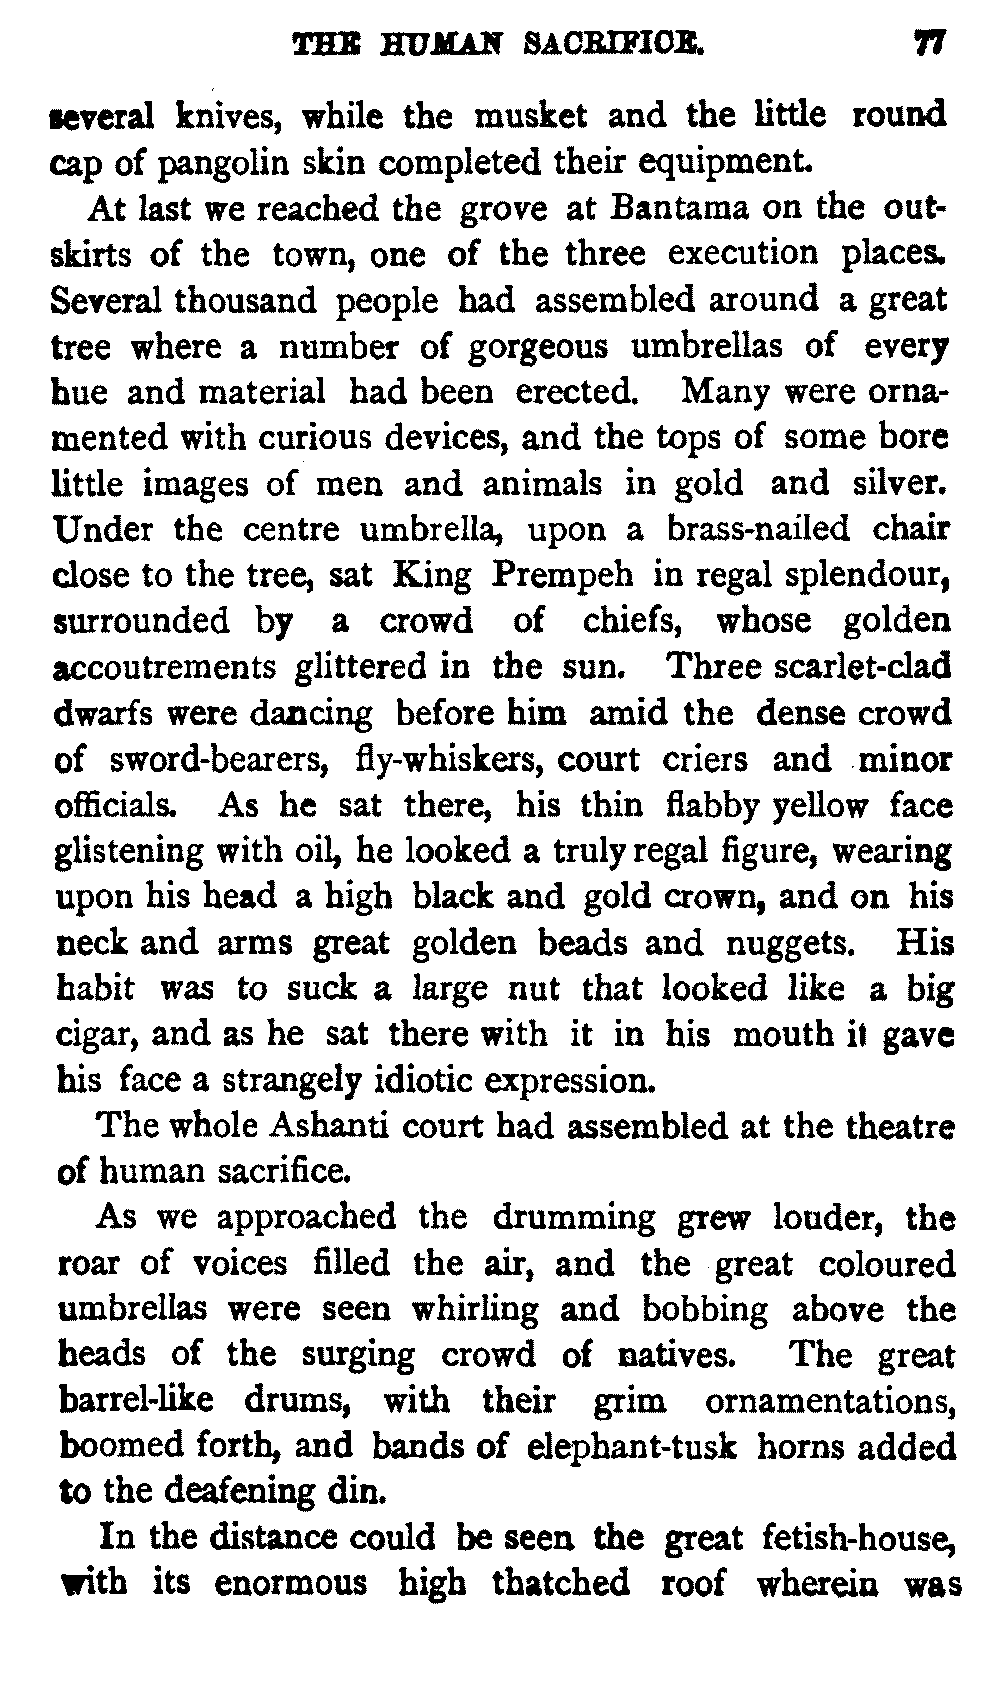 THE HUMAN SACRIFICE. 77
several knives, while the musket and the little round
cap of pangolin skin completed their equipment.
At last we reached the grove at Bantama on the out-
skirts of the town, one of the three execution places.
Several thousand people had assembled around a great
tree where a number of gorgeous umbrellas of every
hue and material had been erected. Many were orna-
mented with curious devices, and the tops of some bore
little images of men and animals in gold and silver.
Under the centre umbrella, upon a brass-nailed chair
close to the tree, sat King Prempeh in regal splendour,
surrounded by a crowd of chiefs, whose golden
accoutrements glittered in the sun. Three scarlet-clad
dwarfs were dancing before him amid the dense crowd
of sword-bearers, fly-whiskers, court criers and minor
officials. As he sat there, his thin flabby yellow face
glistening with oil, he looked a truly regal figure, wearing
upon his head a high black and gold crown, and on his
neck and arms great golden beads and nuggets. His
habit was to suck a large nut that looked like a big
cigar, and as he sat there with it in his mouth it gave
his face a strangely idiotic expression.
The whole Ashanti court had assembled at the theatre
of human sacrifice.
As we approached the drumming grew louder, the
roar of voices filled the air, and the great coloured
umbrellas were seen whirling and bobbing above the
heads of the surging crowd of natives. The great
barrel-like drums, with their grim ornamentations,
boomed forth, and bands of elephant-tusk horns added
to the deafening din.
In the distance could be seen the great fetish-house,
with its enormous high thatched roof wherein was